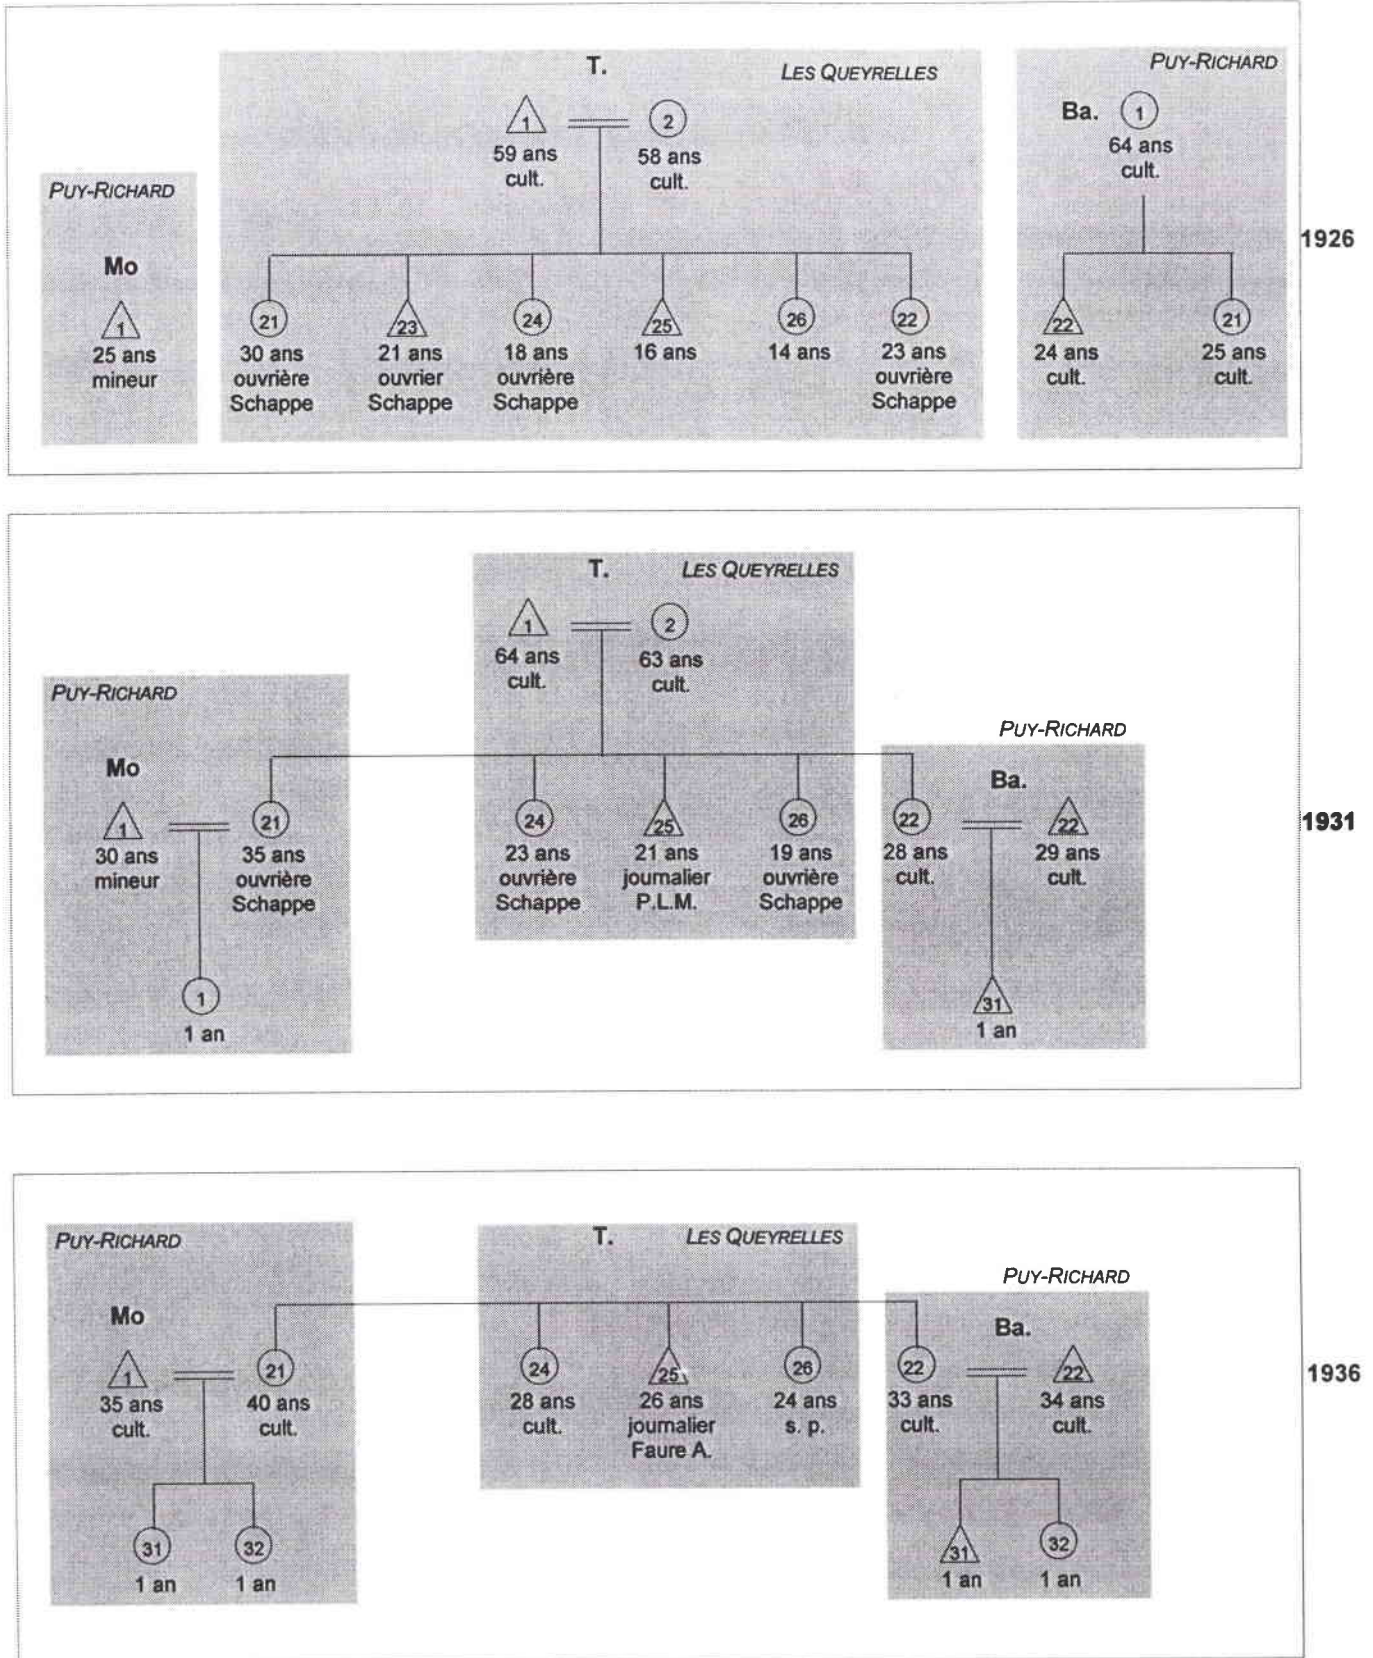 PUY-RICHARD
Mo
1
25 ans
mineur
T.
LES QUEYRELLES
1
59 ans
cult.
2
58 ans
cult.
21
30 ans
ouvrière
Schappe
23
21 ans
ouvrier
Schappe
24
18 ans
ouvrière
Schappe
25
16 ans
26
14 ans
22
23 ans
ouvrière
Schappe
PUY-RICHARD
Ba.
1
64 ans
cult.
22
24 ans
cult.
21
25 ans
cult.
1926
PUY-RICHARD
Mo
1
30 ans
mineur
21
35 ans
ouvrière
Schappe
1
1 an
T.
LES QUEYRELLES
1
64 ans
cult.
2
63 ans
cult.
24
23 ans
ouvrière
Schappe
25
21 ans
journalier
P.L.M.
26
19 ans
ouvrière
Schappe
PUY-RICHARD
Ba.
22
28 ans
cult.
22
29 ans
cult.
31
1 an
1931
PUY-RICHARD
Mo
1
35 ans
cult.
21
40 ans
cult.
31
1 an
32
1 an
T.
LES QUEYRELLES
24
28 ans
cult.
25
26 ans
journalier
Faure A.
26
24 ans
s. p.
PUY-RICHARD
Ba.
22
33 ans
cult.
22
34 ans
cult.
31
1 an
32
1 an
1936